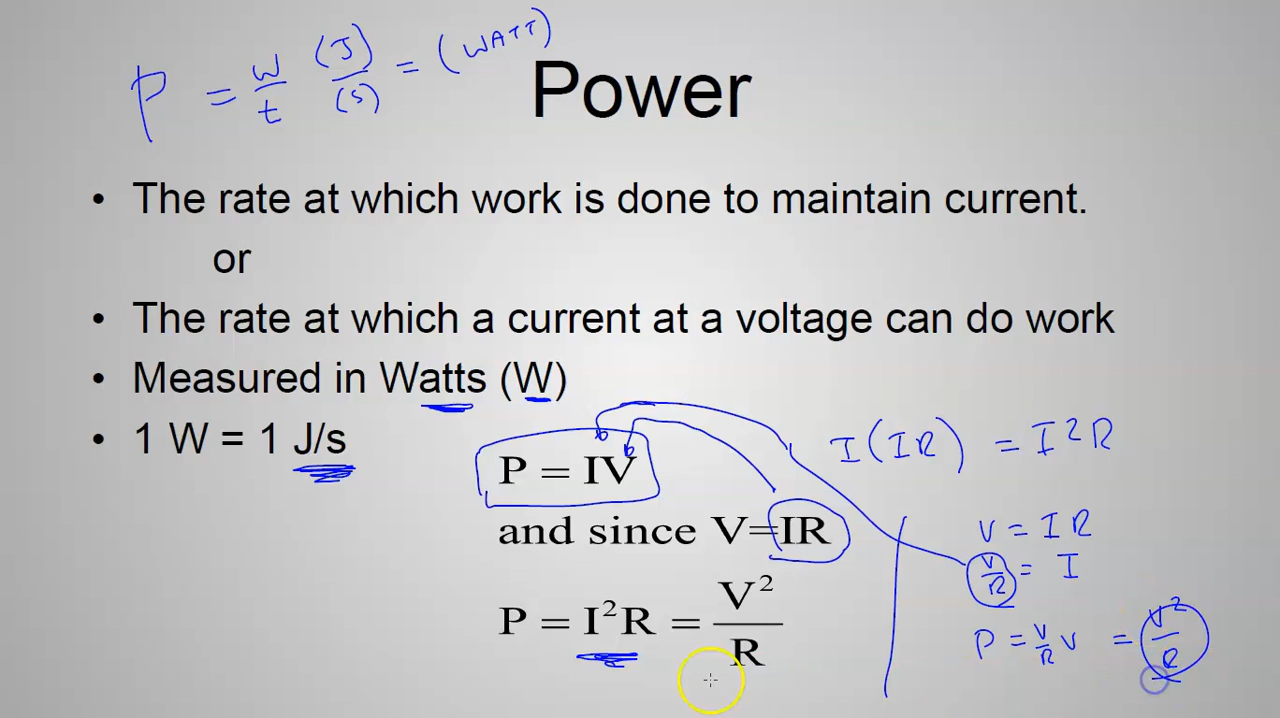 P = W/t (J)/(s) = (WATT)
Power
• The rate at which work is done to maintain current.
or
• The rate at which a current at a voltage can do work
• Measured in Watts (W)
• 1 W = 1 J/s
P = IV
I(IR) = I²R
and since V=IR
V = IR
V/R = I
P = I²R = V²/R
P = V/R V = V²/R